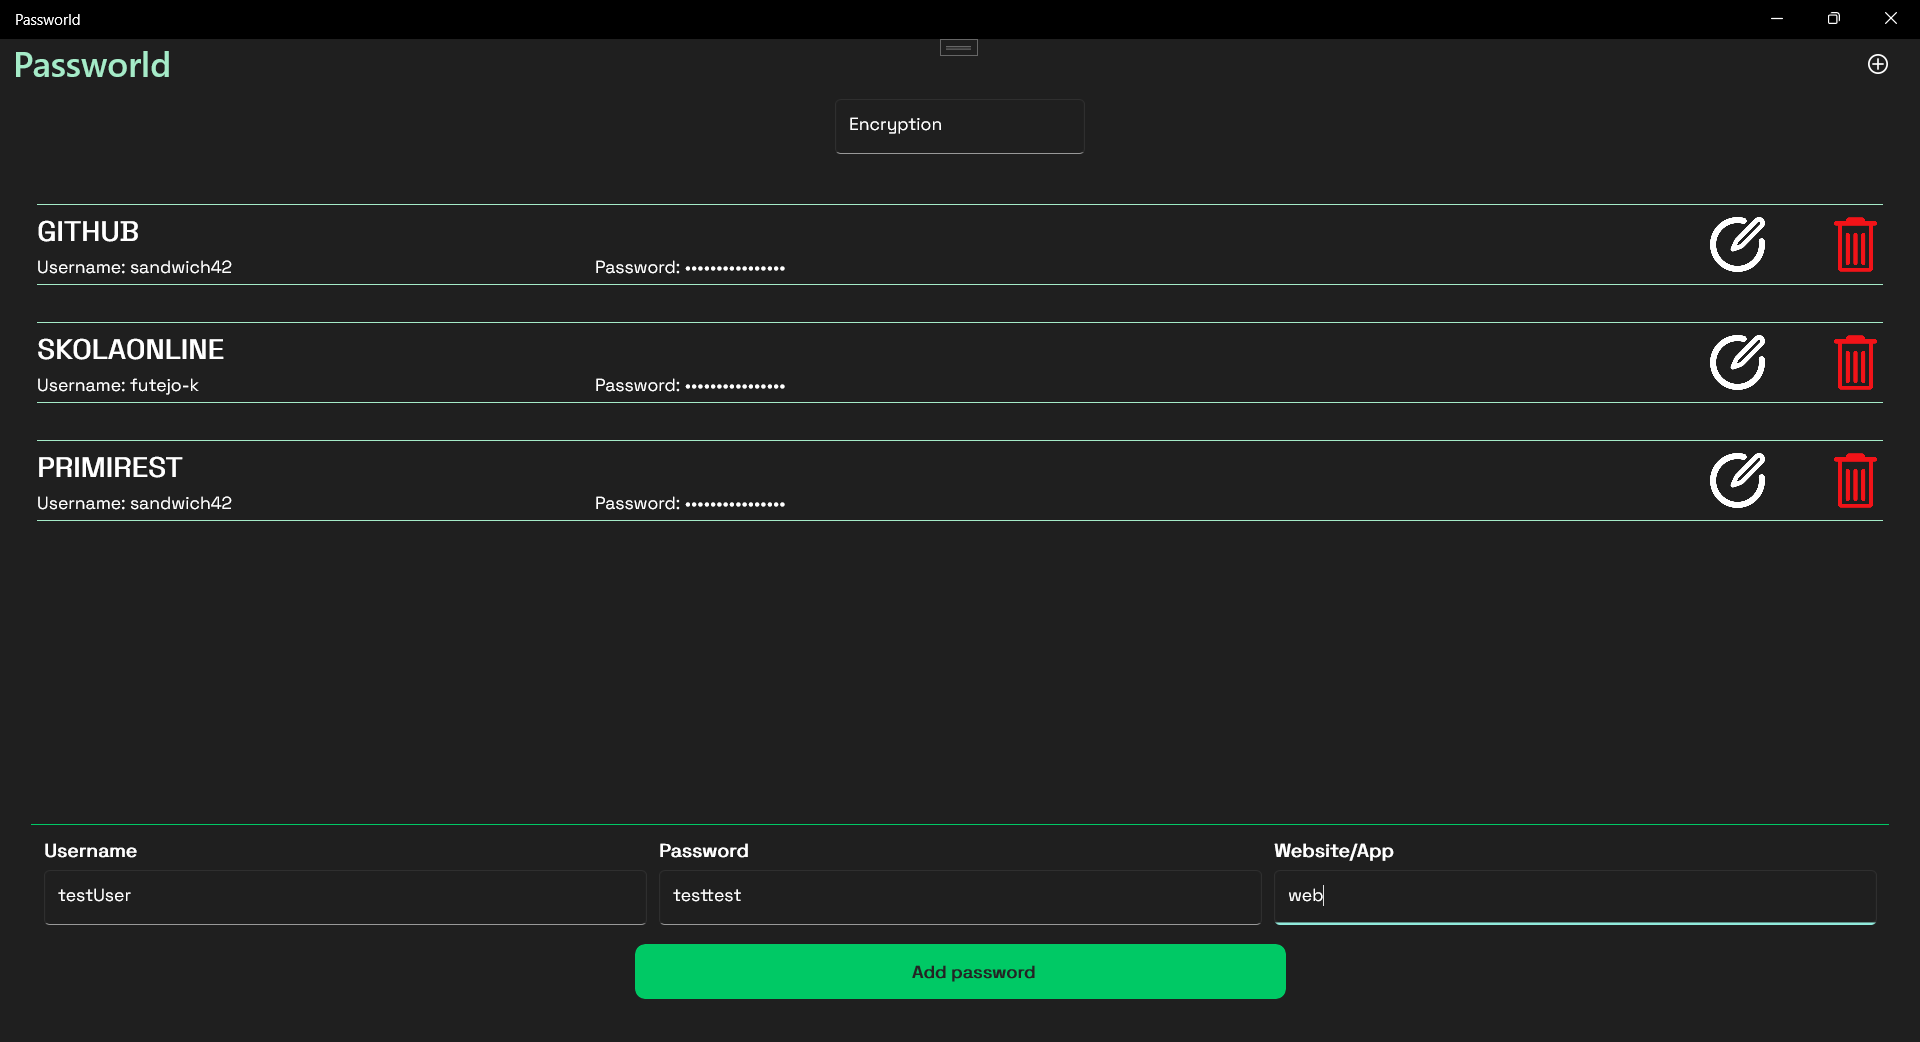 Passworld
Passworld
Encryption
GITHUB
Username: sandwich42 Password: ••••••••••••••••
SKOLAONLINE
Username: futejo-k Password: ••••••••••••••••
PRIMIREST
Username: sandwich42 Password: ••••••••••••••••
Username Password Website/App
testUser testtest web
Add password